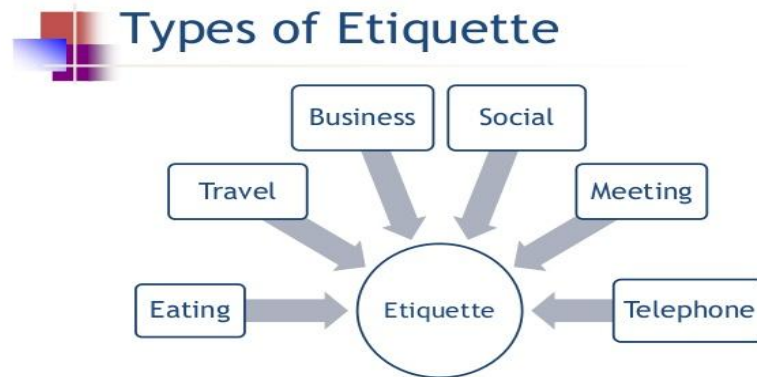 Types of Etiquette
Business
Social
Travel
Meeting
Eating
Etiquette
Telephone